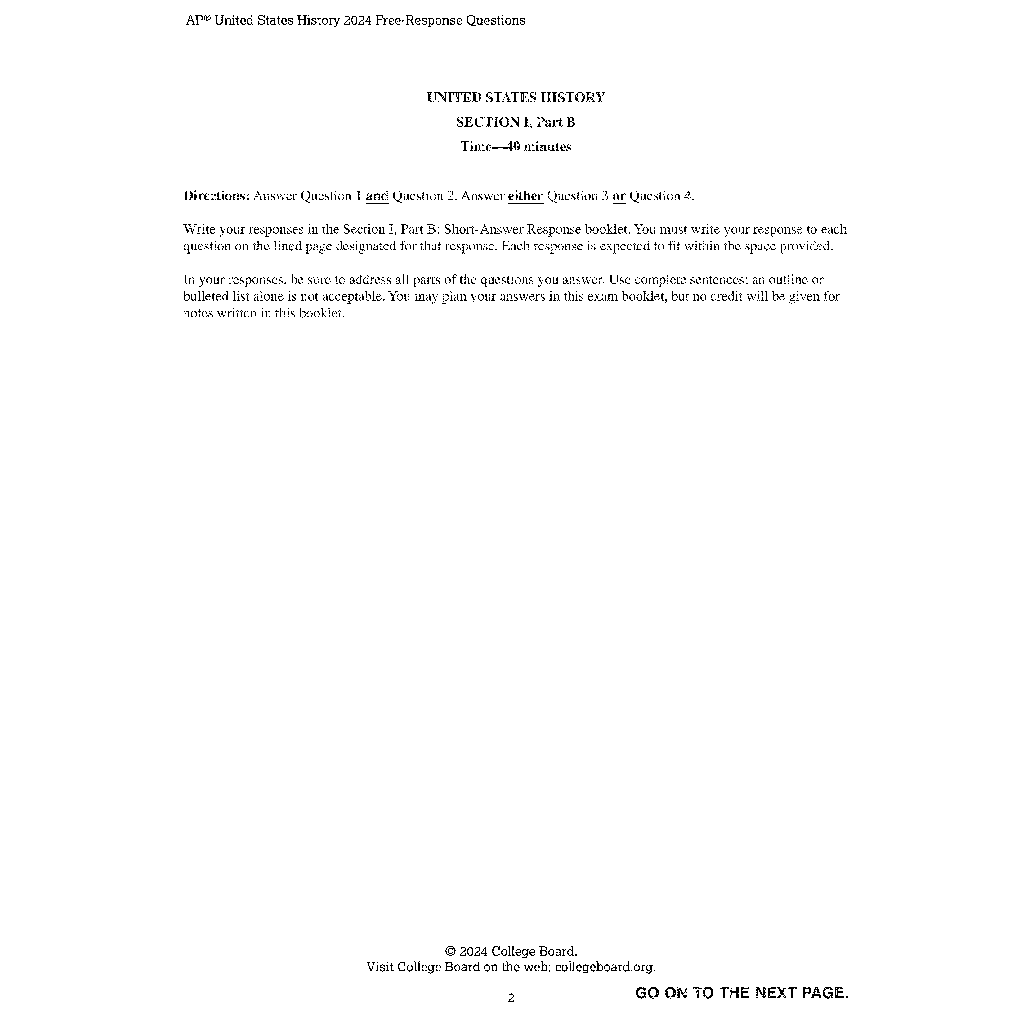 AP® United States History 2024 Free-Response Questions
UNITED STATES HISTORY
SECTION I, Part B
Time—40 minutes
Directions: Answer Question 1 and Question 2. Answer either Question 3 or Question 4.
Write your responses in the Section I, Part B: Short-Answer Response booklet. You must write your response to each
question on the lined page designated for that response. Each response is expected to fit within the space provided.
In your responses, be sure to address all parts of the questions you answer. Use complete sentences; an outline or
bulleted list alone is not acceptable. You may plan your answers in this exam booklet, but no credit will be given for
notes written in this booklet.
© 2024 College Board.
Visit College Board on the web: collegeboard.org.
2
GO ON TO THE NEXT PAGE.